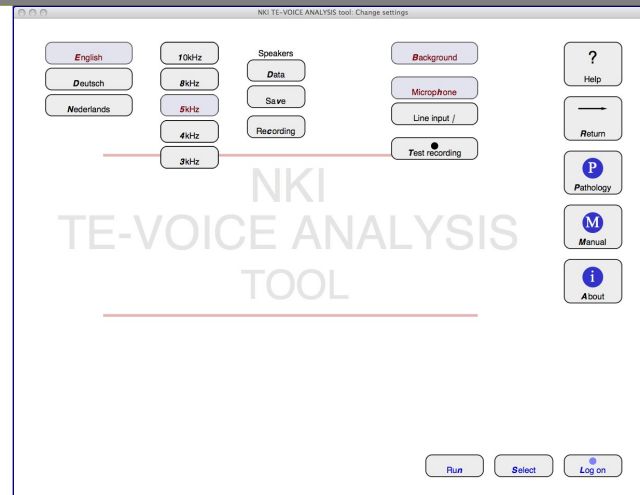 NKI TE-VOICE ANALYSIS tool: Change settings
English
Deutsch
Nederlands
10kHz
8kHz
5kHz
4kHz
3kHz
Speakers
Data
Save
Recording
Background
Microphone
Line input /
Test recording
?
Help
Return
P
Pathology
M
Manual
i
About
NKI
TE-VOICE ANALYSIS
TOOL
Run
Select
Log on